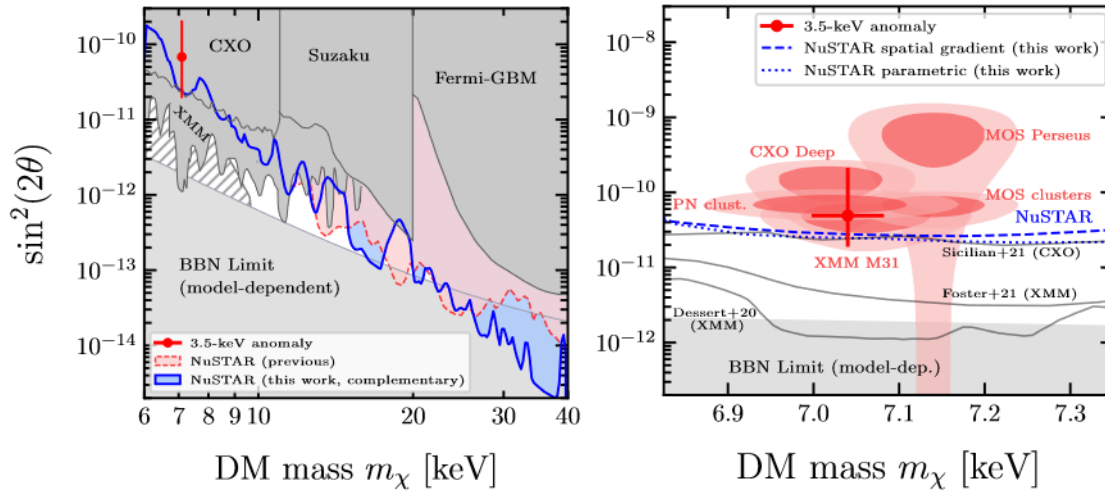 10⁻¹⁰
10⁻¹¹
10⁻¹²
10⁻¹³
10⁻¹⁴
sin²(2θ)
CXO
Suzaku
Fermi-GBM
XMM
BBN Limit
(model-dependent)
3.5-keV anomaly
NuSTAR (previous)
NuSTAR (this work, complementary)
6 7 8 9 10 20 30 40
DM mass mχ [keV]
10⁻⁸
10⁻⁹
10⁻¹⁰
10⁻¹¹
10⁻¹²
3.5-keV anomaly
NuSTAR spatial gradient (this work)
NuSTAR parametric (this work)
MOS Perseus
CXO Deep
PN clust.
MOS clusters
NuSTAR
XMM M31
Sicilian+21 (CXO)
Foster+21 (XMM)
Dessert+20
(XMM)
BBN Limit (model-dep.)
6.9 7.0 7.1 7.2 7.3
DM mass mχ [keV]